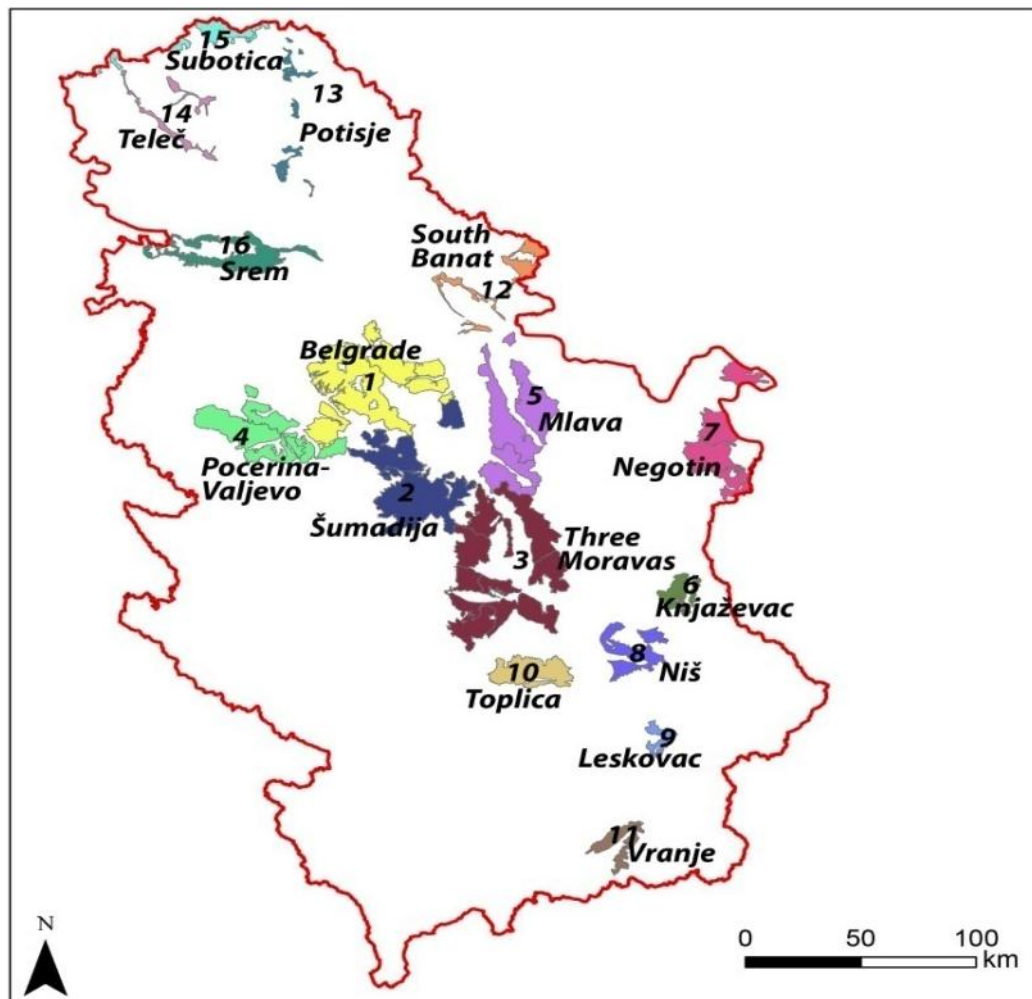 15
Subotica
13
14
Teleč
Potisje
16
Srem
South
Banat
12
Belgrade
1
5
Mlava
4
Pocerina-
Valjevo
2
Šumadija
7
Negotin
Three
Moravas
3
6
Knjaževac
8
Niš
10
Toplica
9
Leskovac
11
Vranje
N
0 50 100
km